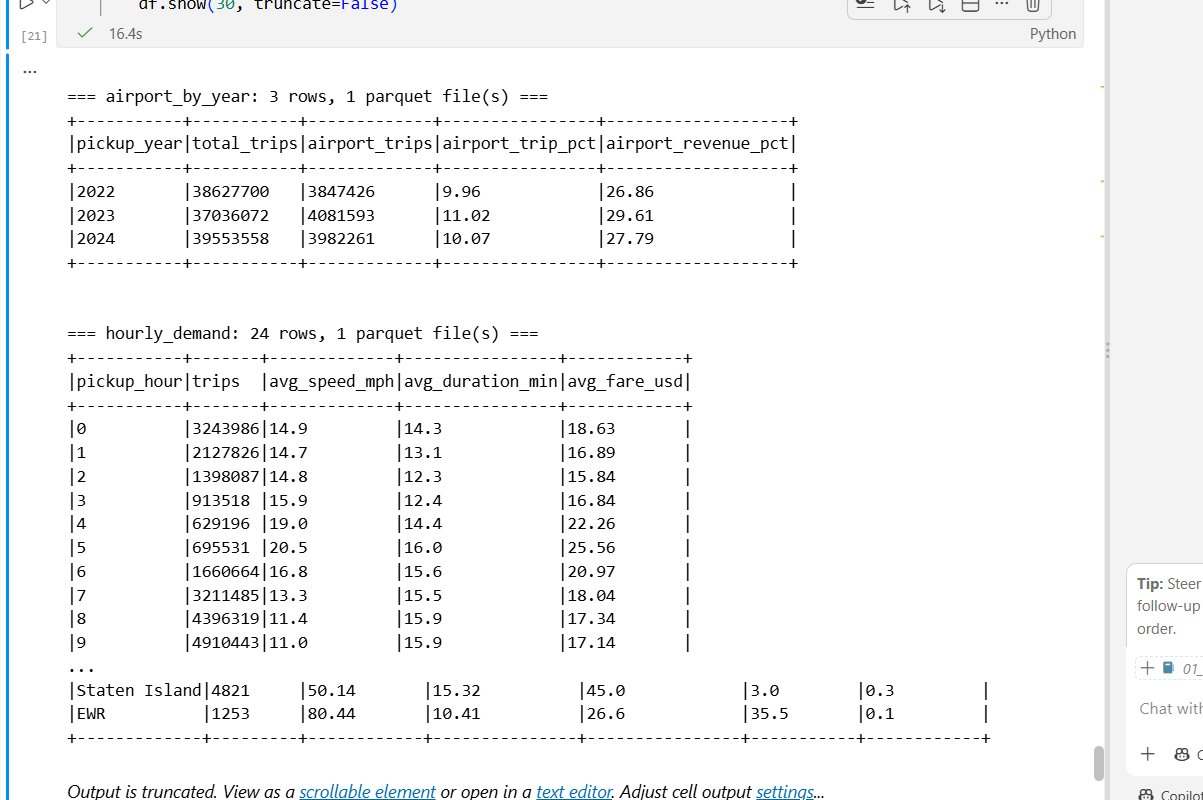 df.show(30, truncate=False)
[21]
16.4s
Python
...
=== airport_by_year: 3 rows, 1 parquet file(s) ===
+-----------+-----------+-------------+----------------+-------------------+
|pickup_year|total_trips|airport_trips|airport_trip_pct|airport_revenue_pct|
+-----------+-----------+-------------+----------------+-------------------+
|2022       |38627700   |3847426      |9.96            |26.86              |
|2023       |37036072   |4081593      |11.02           |29.61              |
|2024       |39553558   |3982261      |10.07           |27.79              |
+-----------+-----------+-------------+----------------+-------------------+
=== hourly_demand: 24 rows, 1 parquet file(s) ===
+-----------+-------+-------------+----------------+------------+
|pickup_hour|trips  |avg_speed_mph|avg_duration_min|avg_fare_usd|
+-----------+-------+-------------+----------------+------------+
|0          |3243986|14.9         |14.3            |18.63       |
|1          |2127826|14.7         |13.1            |16.89       |
|2          |1398087|14.8         |12.3            |15.84       |
|3          |913518 |15.9         |12.4            |16.84       |
|4          |629196 |19.0         |14.4            |22.26       |
|5          |695531 |20.5         |16.0            |25.56       |
|6          |1660664|16.8         |15.6            |20.97       |
|7          |3211485|13.3         |15.5            |18.04       |
|8          |4396319|11.4         |15.9            |17.34       |
|9          |4910443|11.0         |15.9            |17.14       |
...
|Staten Island|4821     |50.14       |15.32          |45.0           |3.0       |0.3         |
|EWR          |1253     |80.44       |10.41          |26.6           |35.5      |0.1         |
+-------------+---------+------------+---------------+---------------+----------+------------+
Output is truncated. View as a scrollable element or open in a text editor. Adjust cell output settings...
Tip: Steer
follow-up
order.
01_
Chat with
Copilot